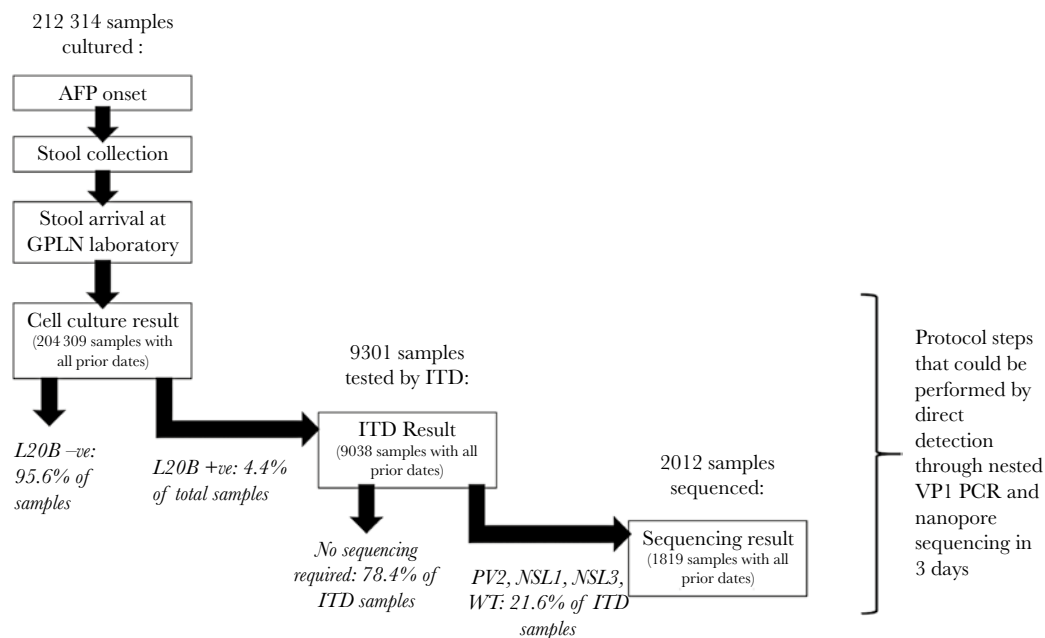 212 314 samples
cultured :
AFP onset
Stool collection
Stool arrival at
GPLN laboratory
Cell culture result
(204 309 samples with
all prior dates)
L20B –ve:
95.6% of
samples
L20B +ve: 4.4%
of total samples
9301 samples
tested by ITD:
ITD Result
(9038 samples with all
prior dates)
No sequencing
required: 78.4% of
ITD samples
PV2, NSL1, NSL3,
WT: 21.6% of ITD
samples
2012 samples
sequenced:
Sequencing result
(1819 samples with all
prior dates)
Protocol steps
that could be
performed by
direct
detection
through nested
VP1 PCR and
nanopore
sequencing in
3 days